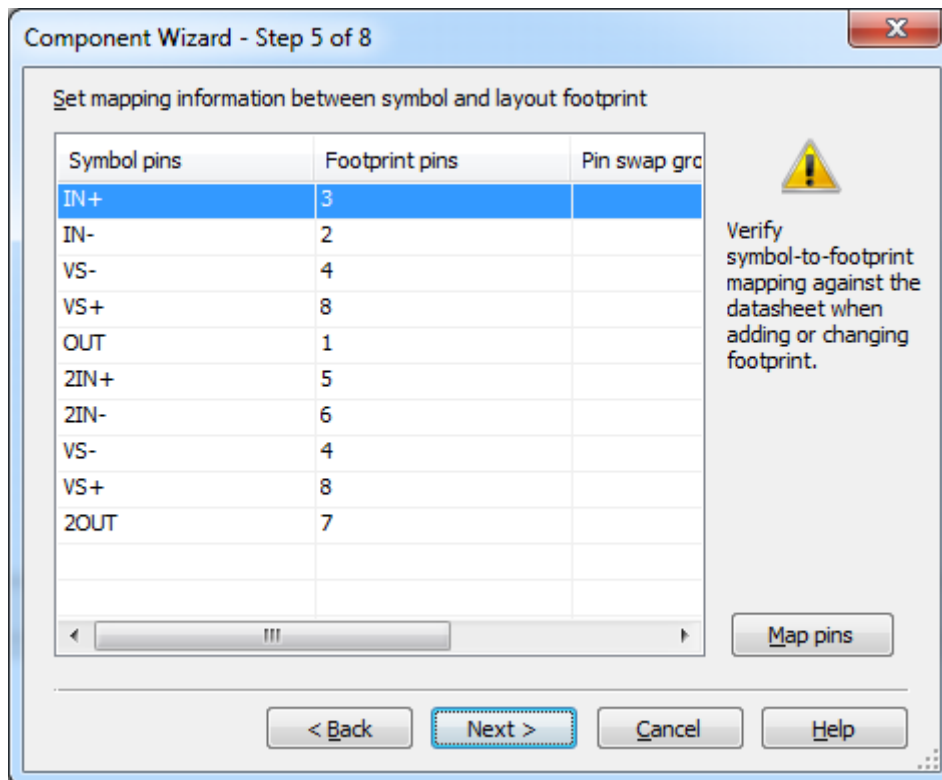 Component Wizard - Step 5 of 8
Set mapping information between symbol and layout footprint
Symbol pins Footprint pins Pin swap gro
IN+ 3
IN- 2
VS- 4
VS+ 8
OUT 1
2IN+ 5
2IN- 6
VS- 4
VS+ 8
2OUT 7
Verify
symbol-to-footprint
mapping against the
datasheet when
adding or changing
footprint.
Map pins
< Back Next > Cancel Help